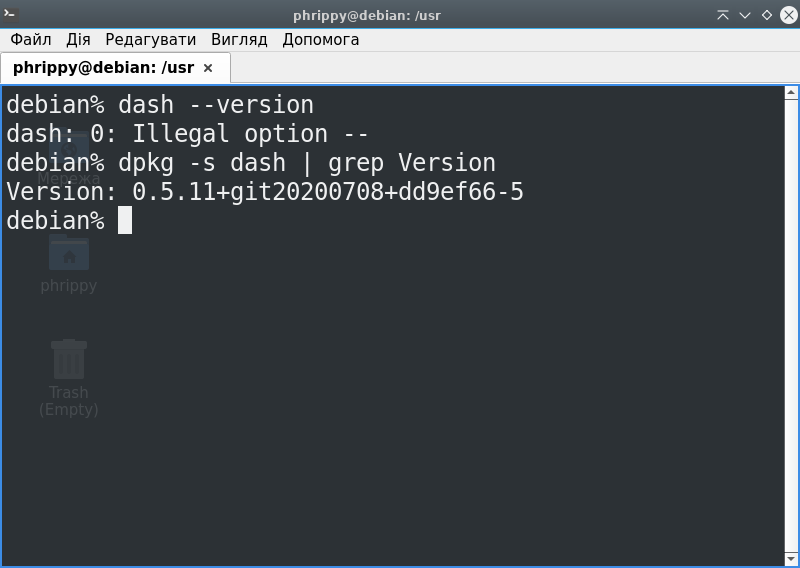 phrippy@debian: /usr
Файл Дія Редагувати Вигляд Допомога
phrippy@debian: /usr ×
debian% dash --version
dash: 0: Illegal option --
debian% dpkg -s dash | grep Version
Version: 0.5.11+git20200708+dd9ef66-5
debian%
Мережа
phrippy
Trash
(Empty)